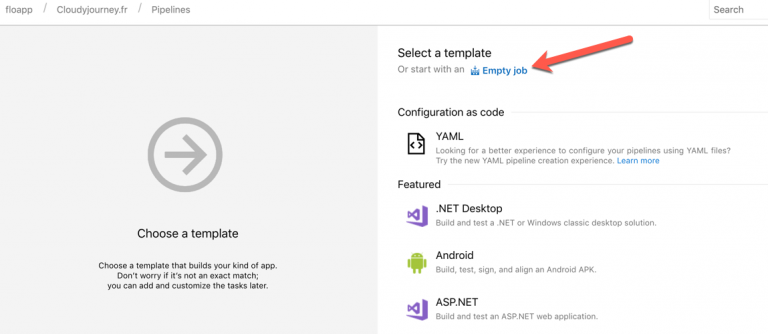 floapp / Cloudyjourney.fr / Pipelines
Search
Select a template
Or start with an Empty job
Configuration as code
YAML
Looking for a better experience to configure your pipelines using YAML files?
Try the new YAML pipeline creation experience. Learn more
Featured
.NET Desktop
Build and test a .NET or Windows classic desktop solution.
Android
Build, test, sign, and align an Android APK.
ASP.NET
Build and test an ASP.NET web application.
Choose a template
Choose a template that builds your kind of app.
Don't worry if it's not an exact match;
you can add and customize the tasks later.